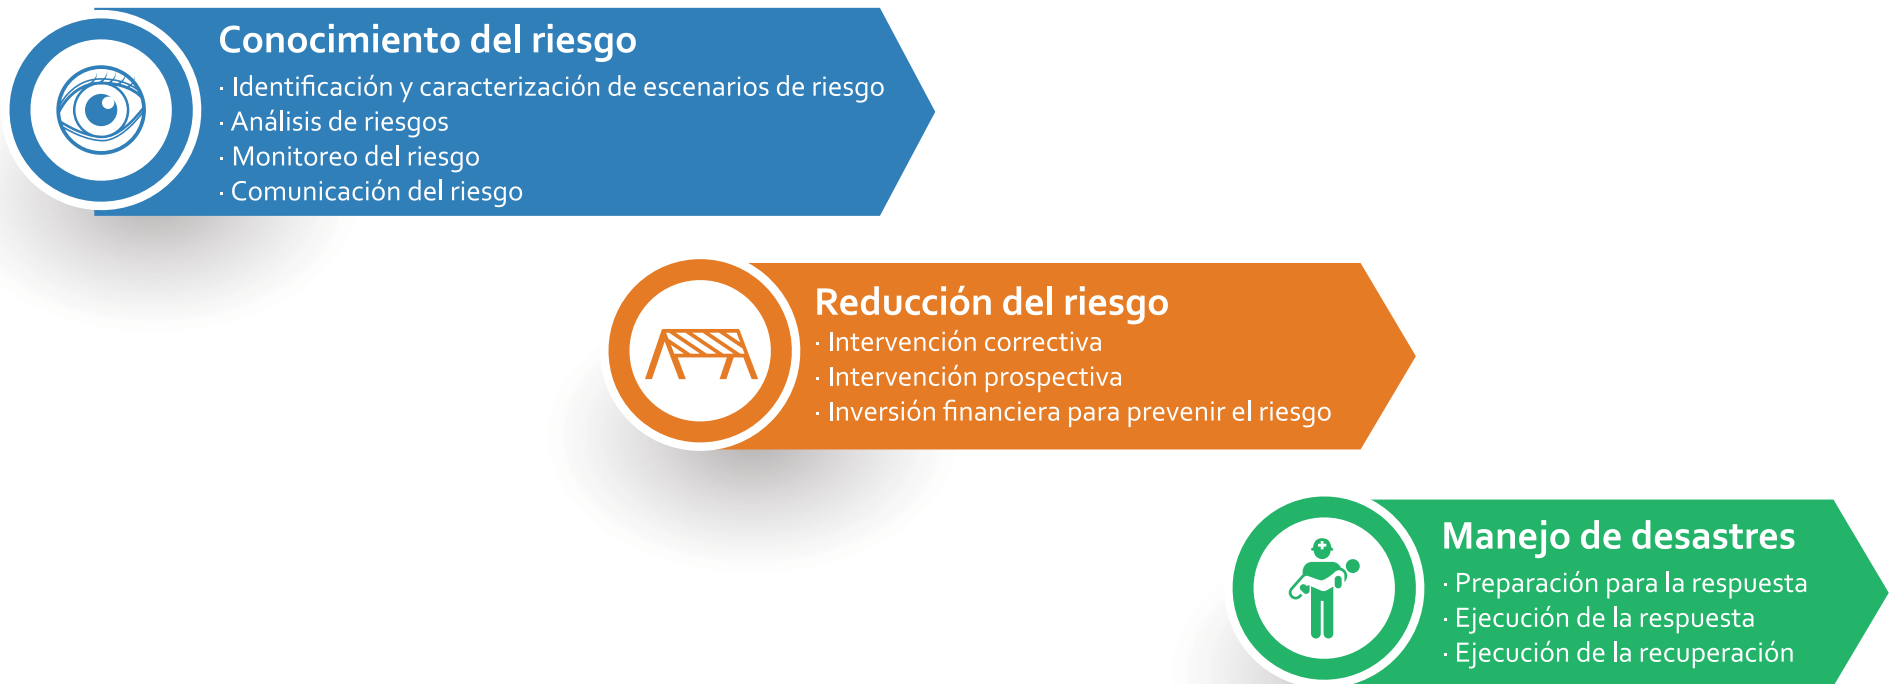 Conocimiento del riesgo
· Identificación y caracterización de escenarios de riesgo
· Análisis de riesgos
· Monitoreo del riesgo
· Comunicación del riesgo
Reducción del riesgo
· Intervención correctiva
· Intervención prospectiva
· Inversión financiera para prevenir el riesgo
Manejo de desastres
· Preparación para la respuesta
· Ejecución de la respuesta
· Ejecución de la recuperación